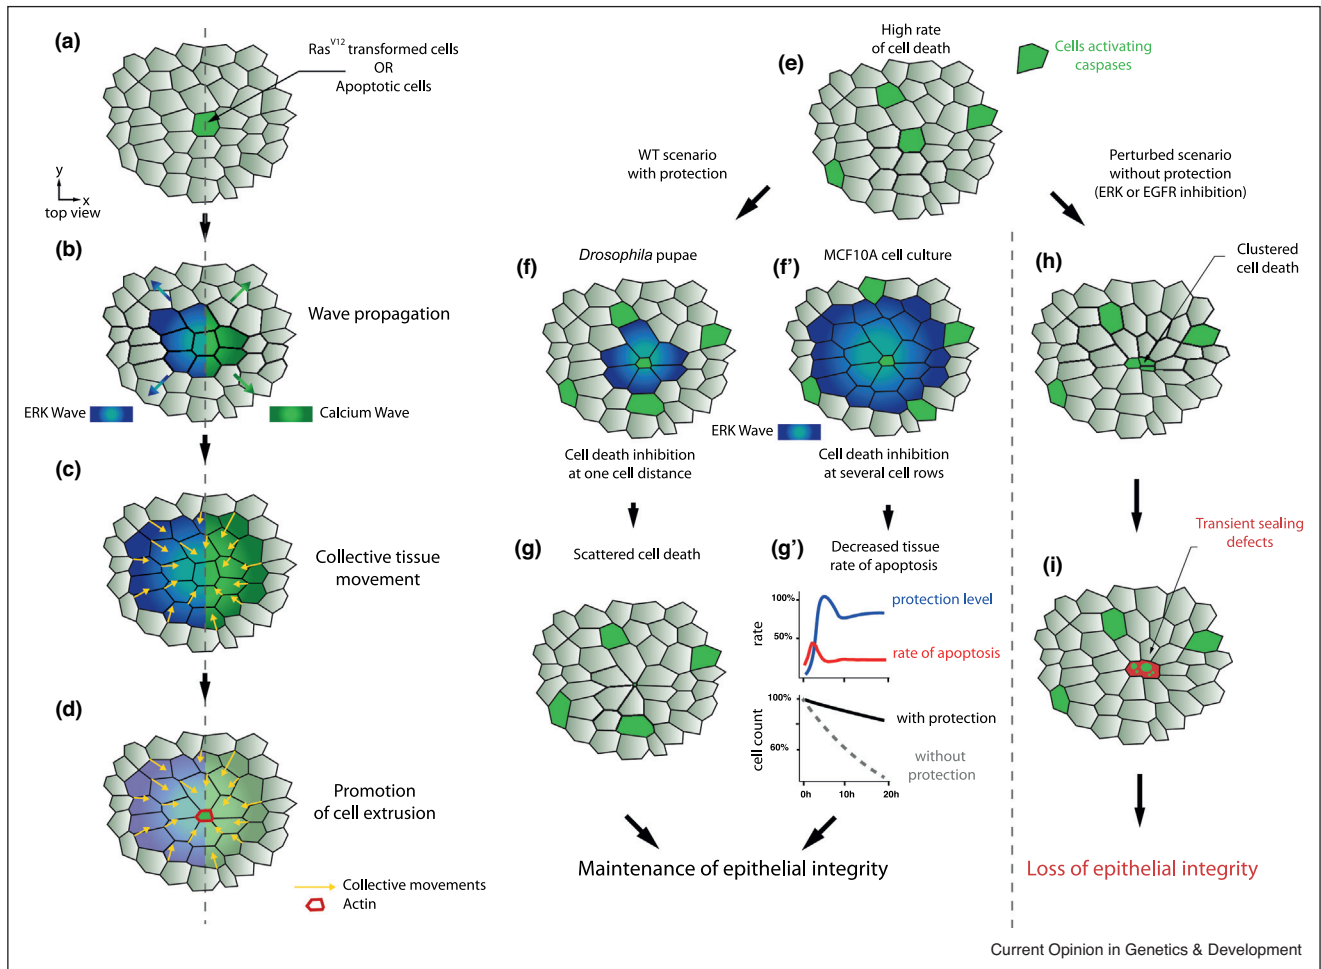 (a)
Ras^V12 transformed cells
OR
Apoptotic cells
y
x
top view
(b)
Wave propagation
ERK Wave
Calcium Wave
(c)
Collective tissue
movement
(d)
Promotion
of cell extrusion
Collective movements
Actin
High rate
of cell death
(e)
Cells activating
caspases
WT scenario
with protection
Perturbed scenario
without protection
(ERK or EGFR inhibition)
(f)
Drosophila pupae
(f')
MCF10A cell culture
(h)
Clustered
cell death
ERK Wave
Cell death inhibition
at one cell distance
Cell death inhibition
at several cell rows
(g)
Scattered cell death
(g')
Decreased tissue
rate of apoptosis
100%
50%
rate
protection level
rate of apoptosis
100%
60%
cell count
with protection
without
protection
0h
10h
20h
Transient sealing
defects
(i)
Maintenance of epithelial integrity
Loss of epithelial integrity
Current Opinion in Genetics & Development